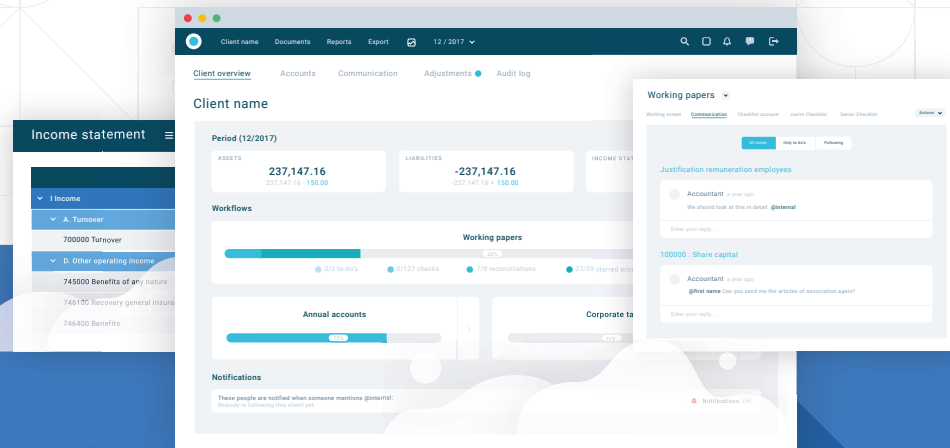 Client name Documents Reports Export 12 / 2017
Client overview Accounts Communication Adjustments Audit log
Client name
Period (12/2017)
ASSETS
237,147.16
237,147.16 - 150.00
LIABILITIES
-237,147.16
-237,147.16 + 150.00
INCOME STAT
Workflows
Working papers
0/2 to-do's 0/127 checks 7/9 reconciliations 27/29 starred acco
Annual accounts
Corporate ta
Notifications
These people are notified when someone mentions @internal:
Nobody is following this client yet.
Notifications Off
Income statement
1 Income
A. Turnover
700000 Turnover
D. Other operating income
745000 Benefits of any nature
746100 Recovery general insura
746400 Benefits
Working papers
Working screen Communication Checklist account Junior Checklist Senior Checklist Actions
All notes Only to-do's Following
Justification remuneration employees
Accountant a year ago
We should look at this in detail. @internal
Enter your reply...
100000 : Share capital
Accountant a year ago
@first name Can you send me the articles of association again?
Enter your reply...